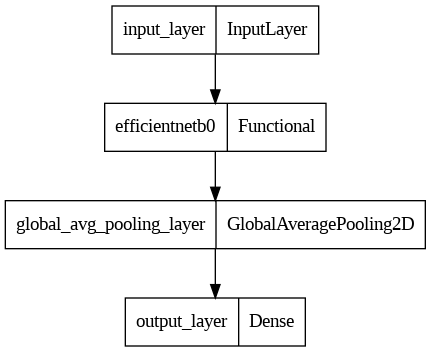 input_layer InputLayer
efficientnetb0 Functional
global_avg_pooling_layer GlobalAveragePooling2D
output_layer Dense